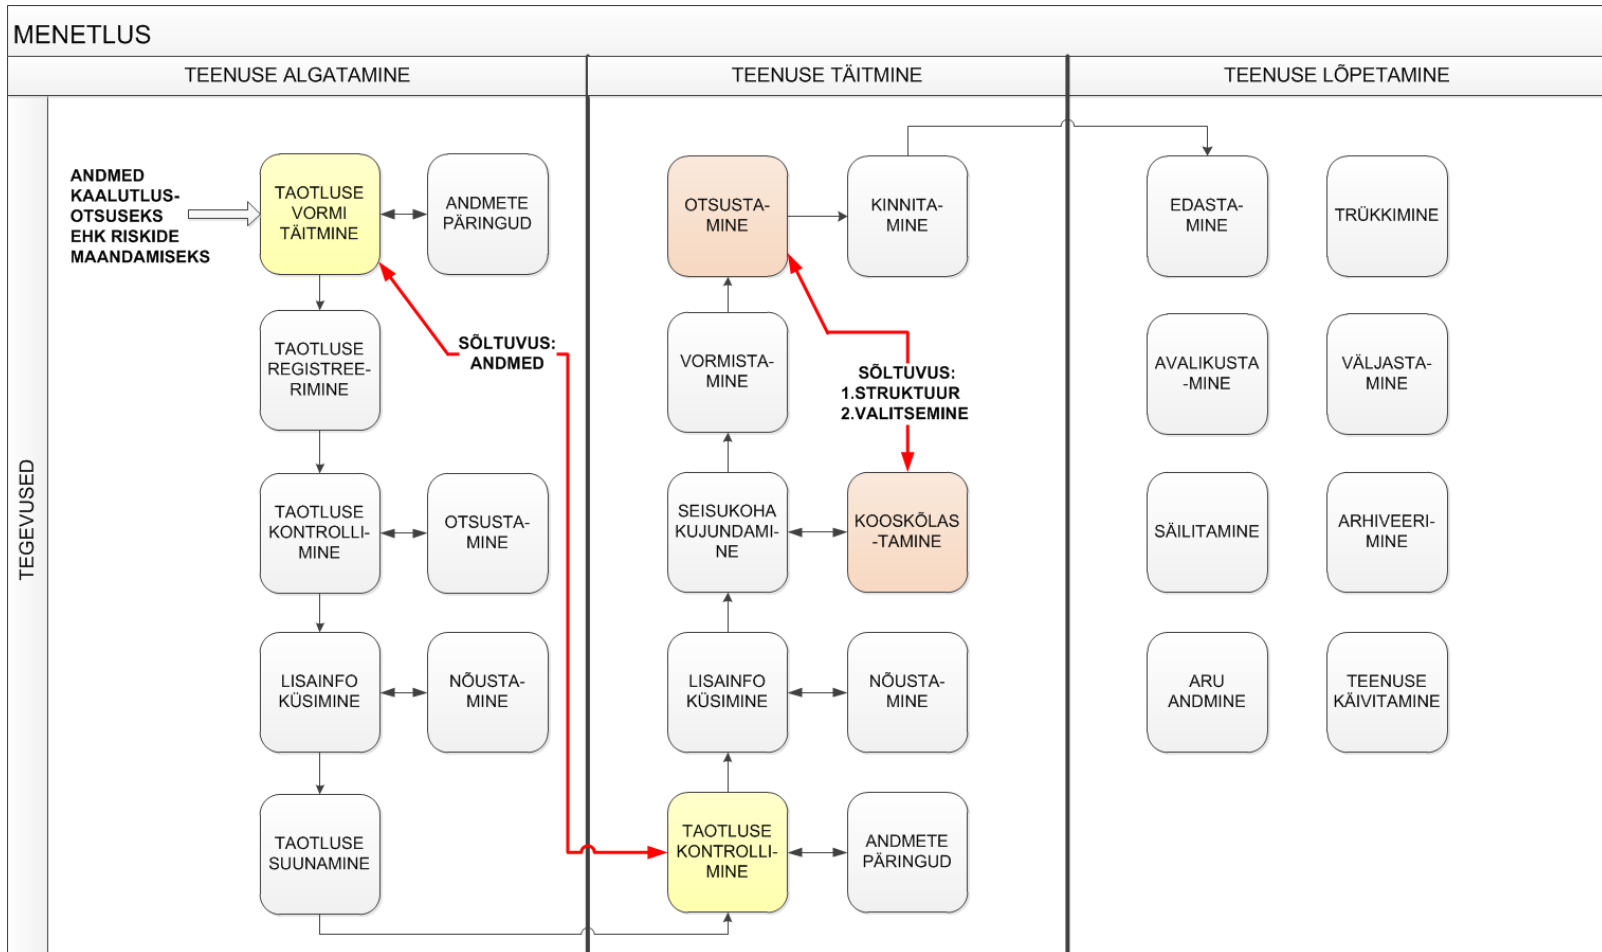 MENETLUS
TEENUSE ALGATAMINE
TEENUSE TÄITMINE
TEENUSE LÕPETAMINE
TEGEVUSED
ANDMED
KAALUTLUS-
OTSUSEKS
EHK RISKIDE
MAANDAMISEKS
TAOTLUSE
VORMI
TÄITMINE
ANDMETE
PÄRINGUD
TAOTLUSE
REGISTREE-
RIMINE
SÕLTUVUS:
ANDMED
TAOTLUSE
KONTROLLI-
MINE
OTSUSTA-
MINE
LISAINFO
KÜSIMINE
NÕUSTA-
MINE
TAOTLUSE
SUUNAMINE
OTSUSTA-
MINE
KINNITA-
MINE
VORMISTA-
MINE
SÕLTUVUS:
1.STRUKTUUR
2.VALITSEMINE
SEISUKOHA
KUJUNDAMI-
NE
KOOSKÕLAS
-TAMINE
LISAINFO
KÜSIMINE
NÕUSTA-
MINE
TAOTLUSE
KONTROLLI-
MINE
ANDMETE
PÄRINGUD
EDASTA-
MINE
TRÜKKIMINE
AVALIKUSTA
-MINE
VÄLJASTA-
MINE
SÄILITAMINE
ARHIVEERI-
MINE
ARU
ANDMINE
TEENUSE
KÄIVITAMINE